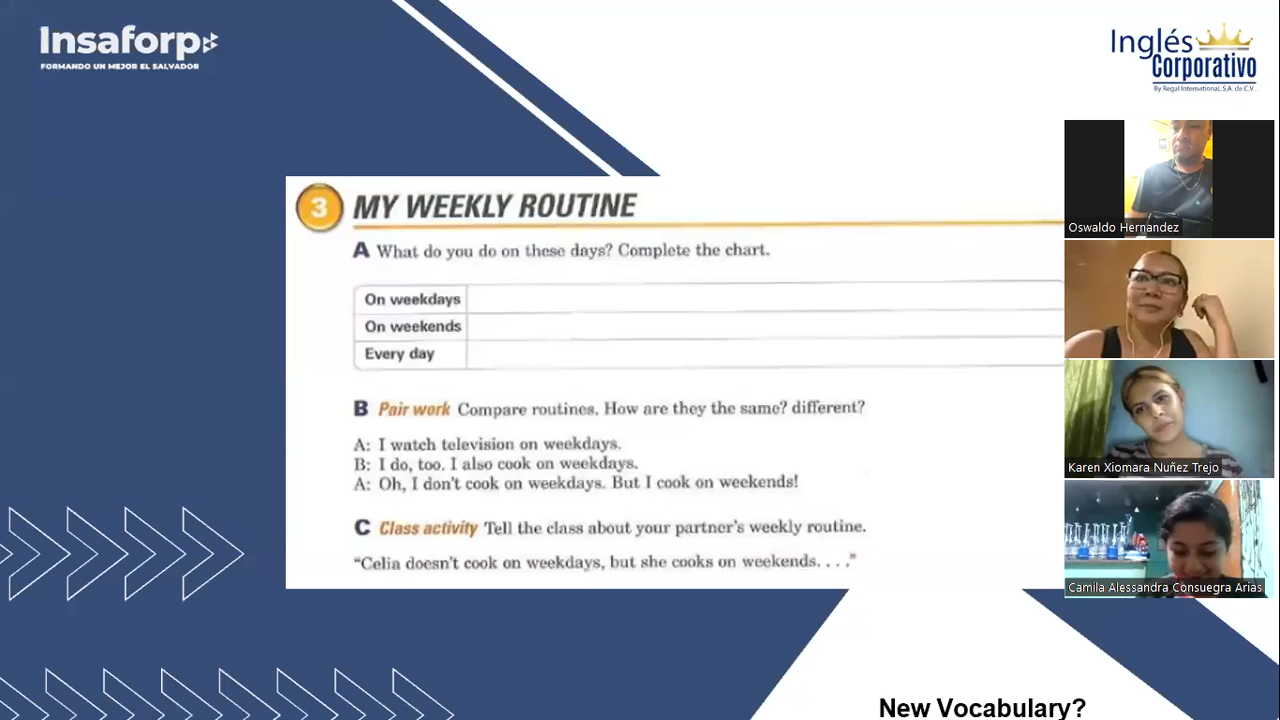 Insaforp
FORMANDO UN MEJOR EL SALVADOR
Inglés
Corporativo
By Regal International, S.A. de C.V.
3 MY WEEKLY ROUTINE
A What do you do on these days? Complete the chart.
On weekdays
On weekends
Every day
B Pair work Compare routines. How are they the same? different?
A: I watch television on weekdays.
B: I do, too. I also cook on weekdays.
A: Oh, I don't cook on weekdays. But I cook on weekends!
C Class activity Tell the class about your partner's weekly routine.
"Celia doesn't cook on weekdays, but she cooks on weekends. . . ."
Oswaldo Hernandez
Karen Xiomara Nuñez Trejo
Camila Alessandra Consuegra Arias
New Vocabulary?